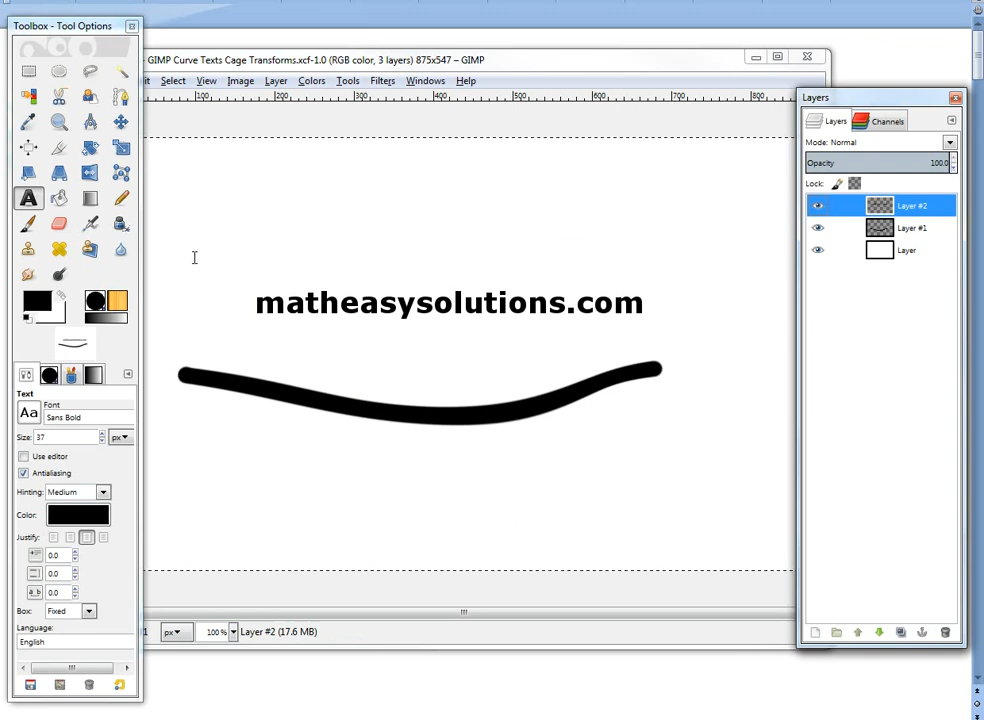 Toolbox - Tool Options
- GIMP Curve Texts Cage Transforms.xcf-1.0 (RGB color, 3 layers) 875x547 – GIMP
it Select View Image Layer Colors Tools Filters Windows Help
100 200 300 400 500 600 700 800
Layers
Layers Channels
Mode: Normal
Opacity 100.0
Lock:
Layer #2
Layer #1
Layer
matheasysolutions.com
Text
Font
Aa Sans Bold
Size: 37 px
Use editor
Antialiasing
Hinting: Medium
Color:
Justify:
0.0
0.0
a_b 0.0
Box: Fixed
Language:
English
1 px 100 % Layer #2 (17.6 MB)